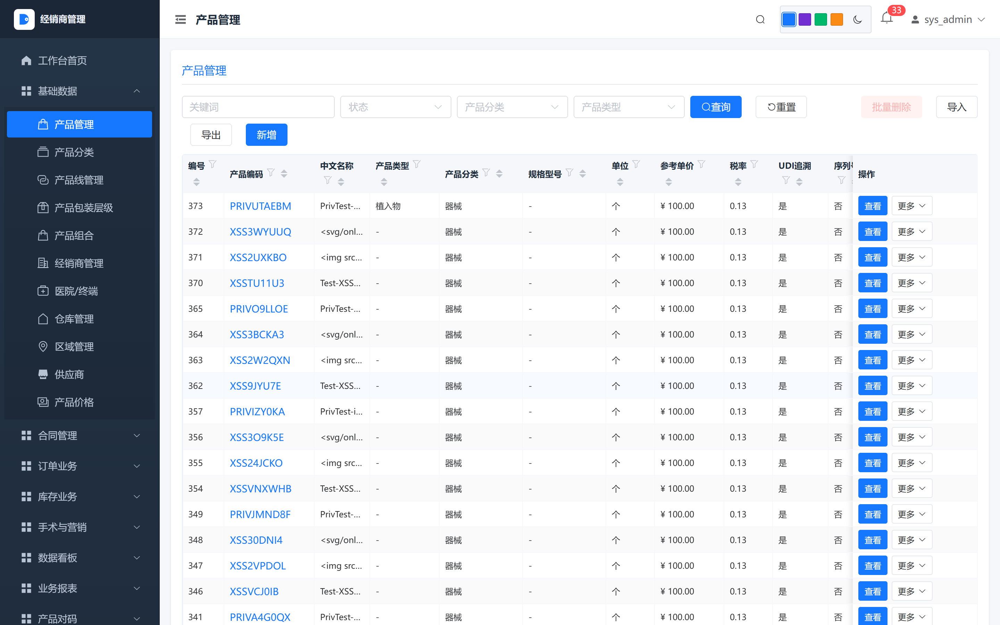 经销商管理
产品管理
33
sys_admin
工作台首页
基础数据
产品管理
产品分类
产品线管理
产品包装层级
产品组合
经销商管理
医院/终端
仓库管理
区域管理
供应商
产品价格
合同管理
订单业务
库存业务
手术与营销
数据看板
业务报表
产品对码
产品管理
关键词 状态 产品分类 产品类型 查询 重置 批量删除 导入
导出 新增
编号 产品编码 中文名称 产品类型 产品分类 规格型号 单位 参考单价 税率 UDI追溯 序列号 操作
373 PRIVUTAEBM PrivTest-... 植入物 器械 - 个 ¥ 100.00 0.13 是 否 查看 更多
372 XSS3WYUUQ <svg/onl... - 器械 - 个 ¥ 100.00 0.13 是 否 查看 更多
371 XSS2UXKBO <img src... - 器械 - 个 ¥ 100.00 0.13 是 否 查看 更多
370 XSSTU11U3 Test-XSS... - 器械 - 个 ¥ 100.00 0.13 是 否 查看 更多
365 PRIVO9LLOE PrivTest-... - 器械 - 个 ¥ 100.00 0.13 是 否 查看 更多
364 XSS3BCKA3 <svg/onl... - 器械 - 个 ¥ 100.00 0.13 是 否 查看 更多
363 XSS2W2QXN <img src... - 器械 - 个 ¥ 100.00 0.13 是 否 查看 更多
362 XSS9JYU7E Test-XSS... - 器械 - 个 ¥ 100.00 0.13 是 否 查看 更多
357 PRIVIZY0KA PrivTest-i... - 器械 - 个 ¥ 100.00 0.13 是 否 查看 更多
356 XSS3O9K5E <svg/onl... - 器械 - 个 ¥ 100.00 0.13 是 否 查看 更多
355 XSS24JCKO <img src... - 器械 - 个 ¥ 100.00 0.13 是 否 查看 更多
354 XSSVNXWHB Test-XSS... - 器械 - 个 ¥ 100.00 0.13 是 否 查看 更多
349 PRIVJMND8F PrivTest-... - 器械 - 个 ¥ 100.00 0.13 是 否 查看 更多
348 XSS30DNI4 <svg/onl... - 器械 - 个 ¥ 100.00 0.13 是 否 查看 更多
347 XSS2VPDOL <img src... - 器械 - 个 ¥ 100.00 0.13 是 否 查看 更多
346 XSSVCJ0IB Test-XSS... - 器械 - 个 ¥ 100.00 0.13 是 否 查看 更多
341 PRIVA4G0QX PrivTest-... - 器械 - 个 ¥ 100.00 0.13 是 否 查看 更多